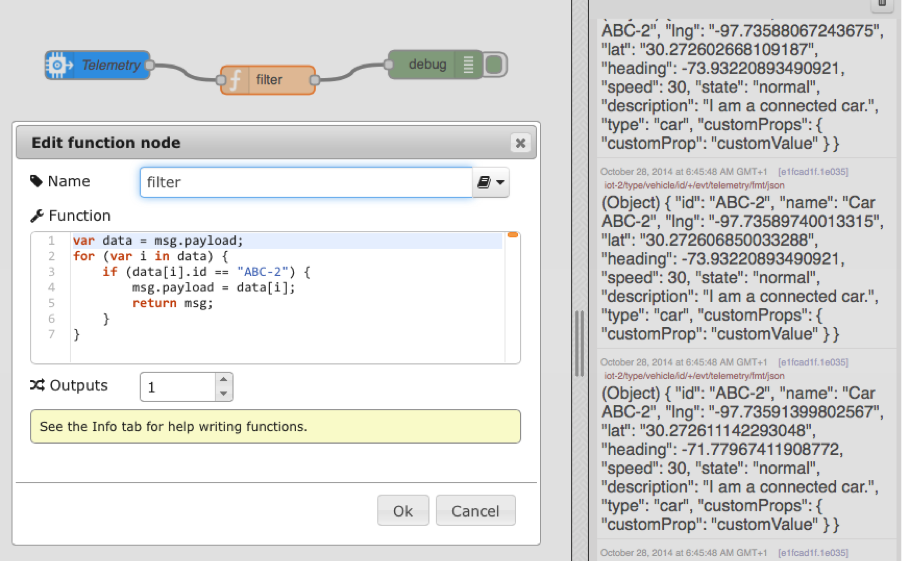 Telemetry
filter
debug
Edit function node
Name
filter
Function
1 var data = msg.payload;
2 for (var i in data) {
3 if (data[i].id == "ABC-2") {
4 msg.payload = data[i];
5 return msg;
6 }
7 }
Outputs
1
See the Info tab for help writing functions.
Ok
Cancel
ABC-2", "lng": "-97.73588067243675",
"lat": "30.272602668109187",
"heading": -73.93220893490921,
"speed": 30, "state": "normal",
"description": "I am a connected car.",
"type": "car", "customProps": {
"customProp": "customValue" } }
October 28, 2014 at 6:45:48 AM GMT+1 [e1fcad1f.1e035]
iot-2/type/vehicle/id/+/evt/telemetry/fmt/json
(Object) { "id": "ABC-2", "name": "Car
ABC-2", "lng": "-97.73589740013315",
"lat": "30.272606850033288",
"heading": -73.93220893490921,
"speed": 30, "state": "normal",
"description": "I am a connected car.",
"type": "car", "customProps": {
"customProp": "customValue" } }
October 28, 2014 at 6:45:48 AM GMT+1 [e1fcad1f.1e035]
iot-2/type/vehicle/id/+/evt/telemetry/fmt/json
(Object) { "id": "ABC-2", "name": "Car
ABC-2", "lng": "-97.73591399802567",
"lat": "30.272611142293048",
"heading": -71.77967411908772,
"speed": 30, "state": "normal",
"description": "I am a connected car.",
"type": "car", "customProps": {
"customProp": "customValue" } }
October 28, 2014 at 6:45:48 AM GMT+1 [e1fcad1f.1e035]